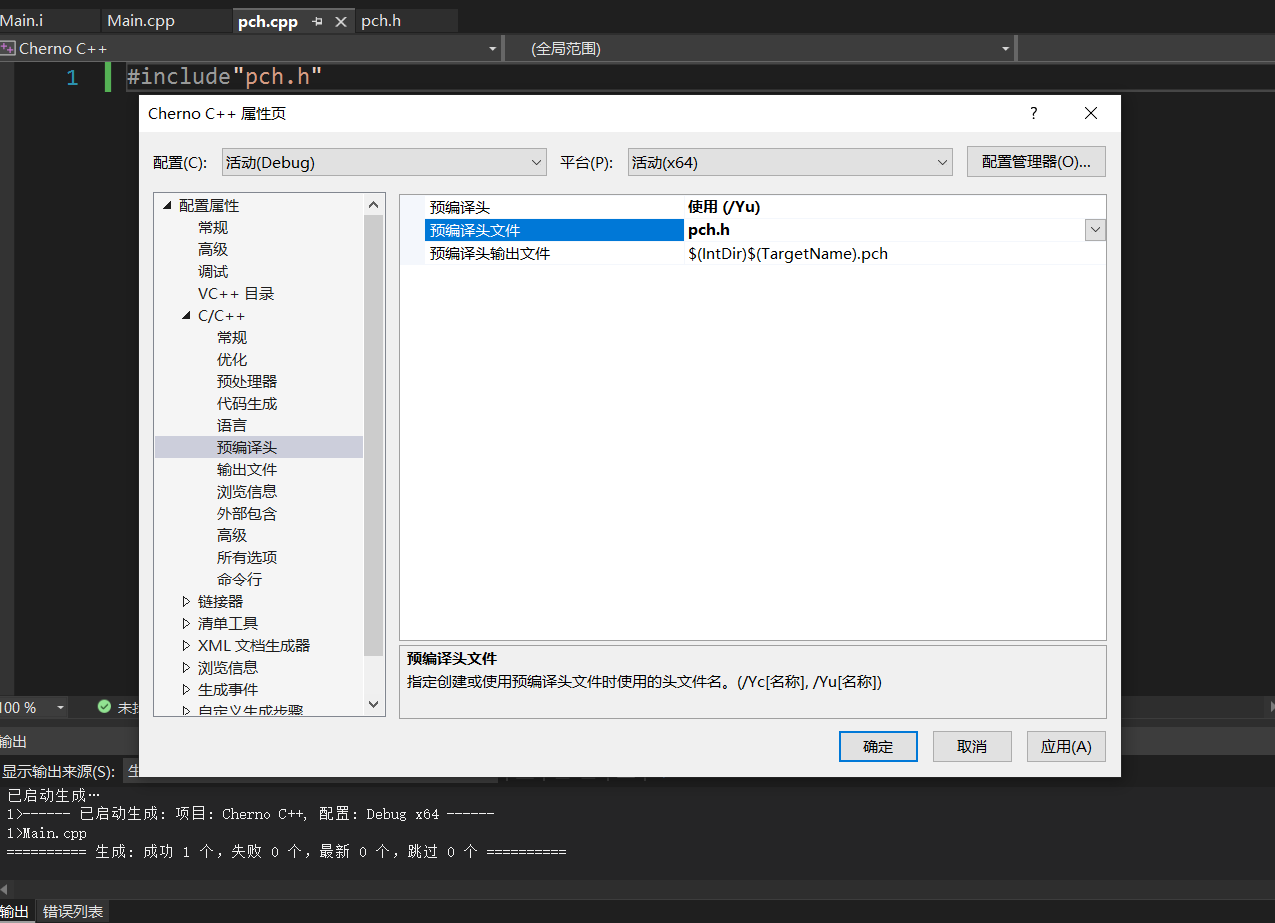 Main.i Main.cpp pch.cpp pch.h
Cherno C++ (全局范围)
1 #include"pch.h"
Cherno C++ 属性页 ?
配置(C): 活动(Debug) 平台(P): 活动(x64) 配置管理器(O)...
配置属性
常规
高级
调试
VC++ 目录
C/C++
常规
优化
预处理器
代码生成
语言
预编译头
输出文件
浏览信息
外部包含
高级
所有选项
命令行
链接器
清单工具
XML 文档生成器
浏览信息
生成事件
自定义生成步骤
预编译头 使用 (/Yu)
预编译头文件 pch.h
预编译头输出文件 $(IntDir)$(TargetName).pch
预编译头文件
指定创建或使用预编译头文件时使用的头文件名。(/Yc[名称], /Yu[名称])
确定 取消 应用(A)
100 % 未
输出
显示输出来源(S): 生
已启动生成…
1>------ 已启动生成: 项目: Cherno C++, 配置: Debug x64 ------
1>Main.cpp
========== 生成: 成功 1 个，失败 0 个，最新 0 个，跳过 0 个 ==========
输出 错误列表